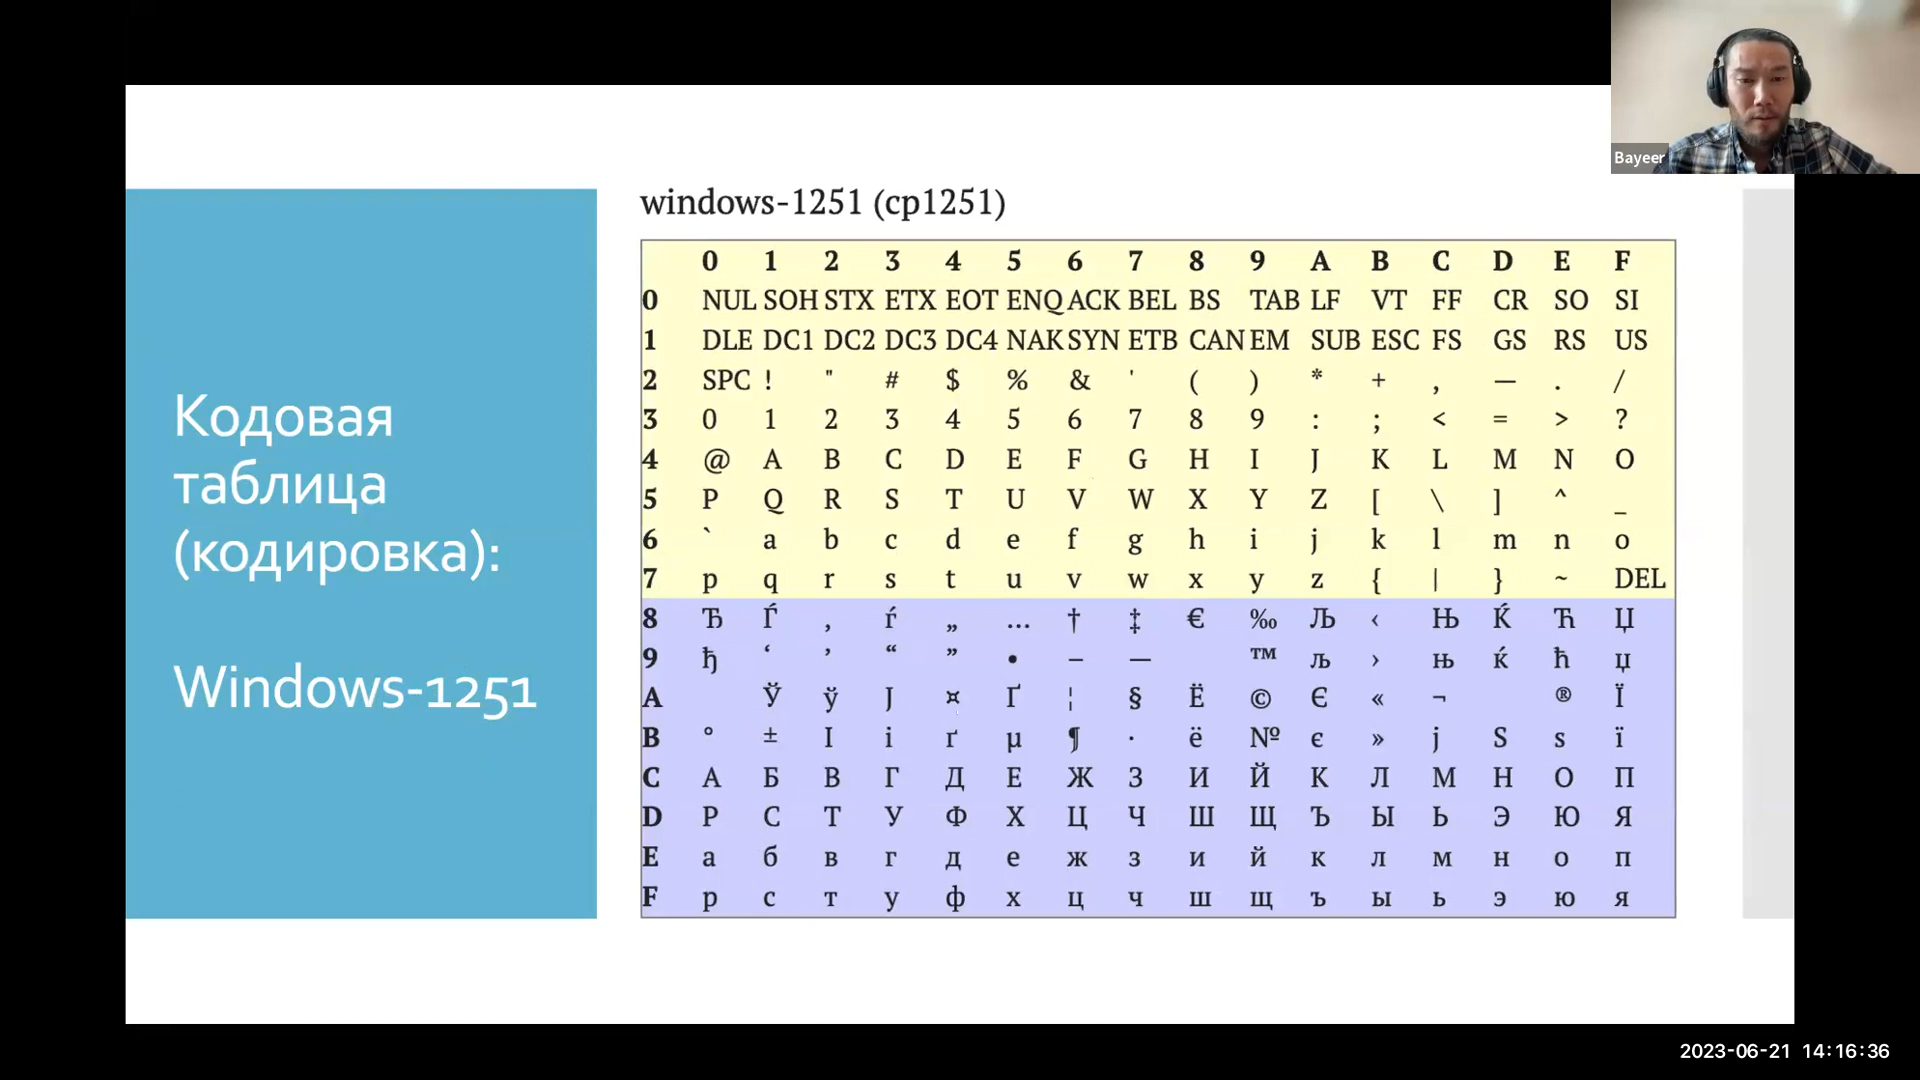 Bayeer
windows-1251 (cp1251)
Кодовая
таблица
(кодировка):
Windows-1251
0 1 2 3 4 5 6 7 8 9 A B C D E F
0 NUL SOH STX ETX EOT ENQ ACK BEL BS TAB LF VT FF CR SO SI
1 DLE DC1 DC2 DC3 DC4 NAK SYN ETB CAN EM SUB ESC FS GS RS US
2 SPC ! " # $ % & ' ( ) * + , — . /
3 0 1 2 3 4 5 6 7 8 9 : ; < = > ?
4 @ A B C D E F G H I J K L M N O
5 P Q R S T U V W X Y Z [ \ ] ^ _
6 ` a b c d e f g h i j k l m n o
7 p q r s t u v w x y z { | } ~ DEL
8 Ђ Ѓ ‚ ѓ „ … † ‡ € ‰ Љ ‹ Њ Ќ Ћ Џ
9 ђ ‘ ’ “ ” • – — ™ љ › њ ќ ћ џ
A Ў ў Ј ¤ Ґ ¦ § Ё © Є « ¬ ® Ї
B ° ± І і ґ µ ¶ · ё № є » ј Ѕ ѕ ї
C А Б В Г Д Е Ж З И Й К Л М Н О П
D Р С Т У Ф Х Ц Ч Ш Щ Ъ Ы Ь Э Ю Я
E а б в г д е ж з и й к л м н о п
F р с т у ф х ц ч ш щ ъ ы ь э ю я
2023-06-21 14:16:36